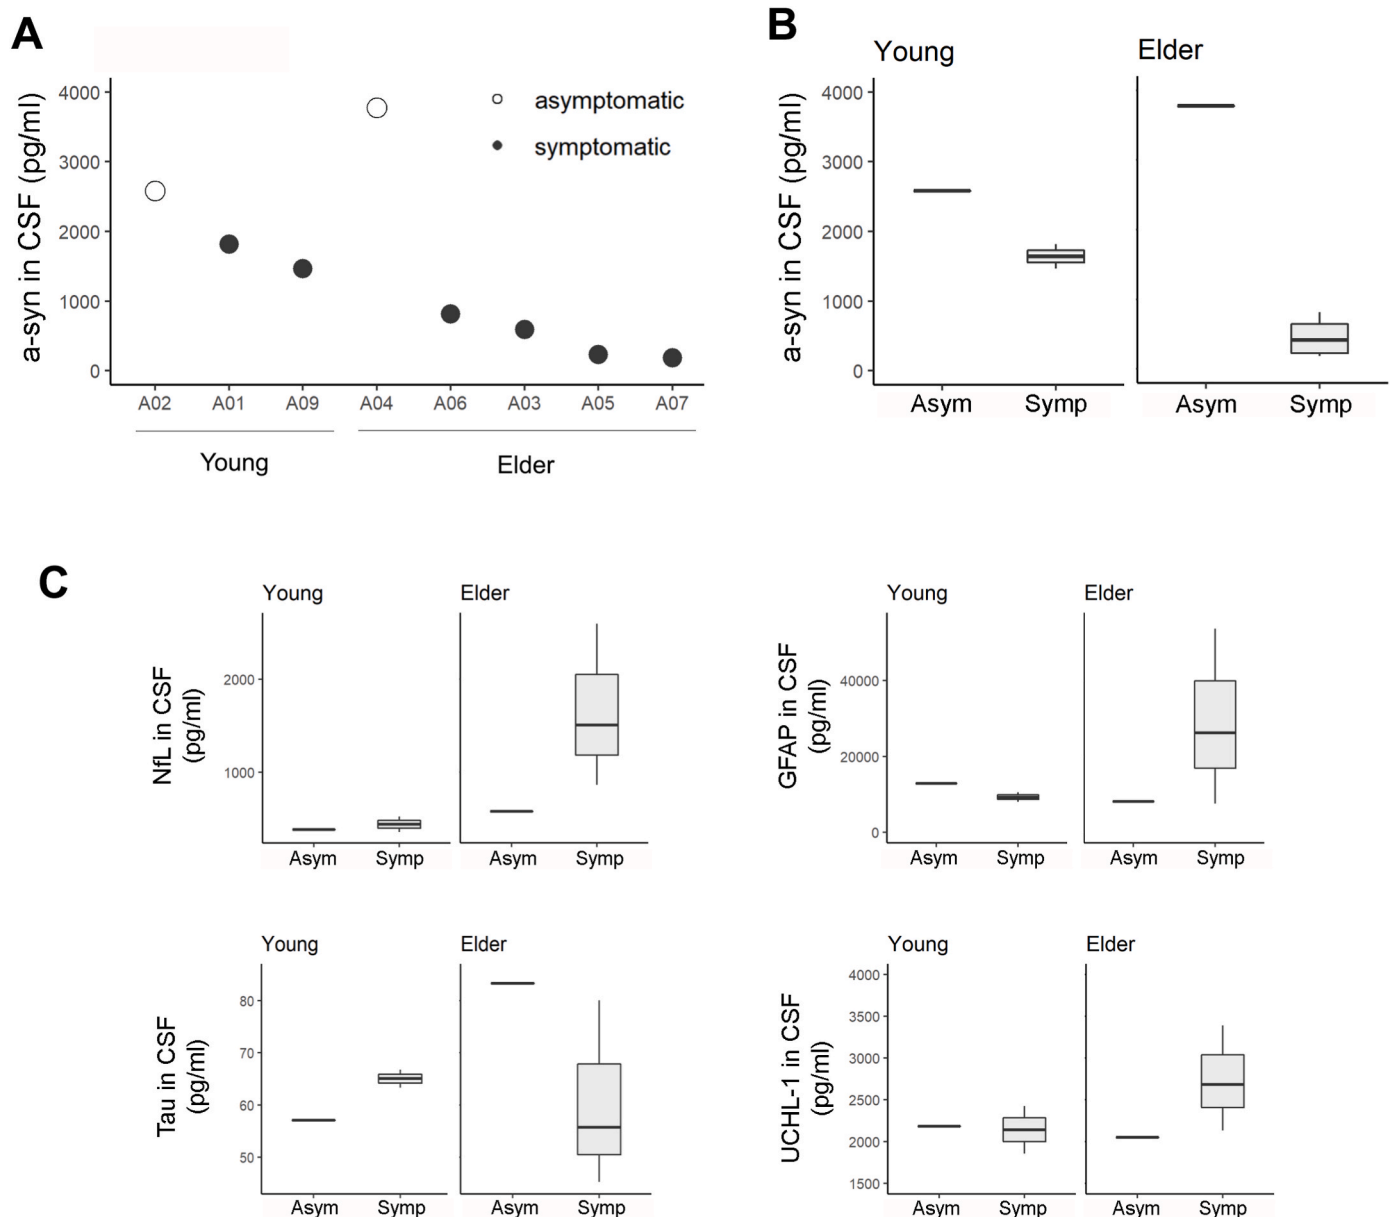 A
a-syn in CSF (pg/ml)
4000
3000
2000
1000
0
asymptomatic
symptomatic
A02 A01 A09 A04 A06 A03 A05 A07
Young Elder
B
Young Elder
a-syn in CSF (pg/ml)
4000
3000
2000
1000
0
Asym Symp Asym Symp
C
Young Elder
NfL in CSF
(pg/ml)
2000
1000
Asym Symp Asym Symp
Young Elder
GFAP in CSF
(pg/ml)
40000
20000
0
Asym Symp Asym Symp
Young Elder
Tau in CSF
(pg/ml)
80
70
60
50
Asym Symp Asym Symp
Young Elder
UCHL-1 in CSF
(pg/ml)
4000
3500
3000
2500
2000
1500
Asym Symp Asym Symp